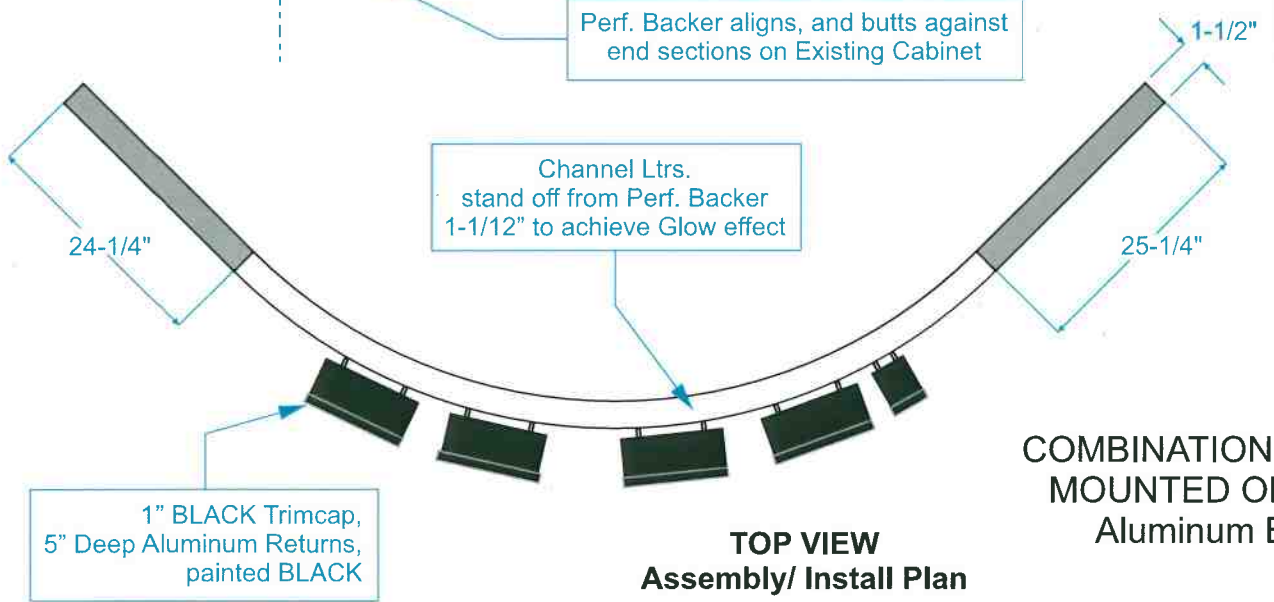 Perf. Backer aligns, and butts against
end sections on Existing Cabinet
1-1/2"
Channel Ltrs.
stand off from Perf. Backer
1-1/12” to achieve Glow effect
24-1/4"
25-1/4"
1” BLACK Trimcap,
5” Deep Aluminum Returns,
painted BLACK
TOP VIEW
Assembly/ Install Plan
COMBINATION
MOUNTED
Aluminum